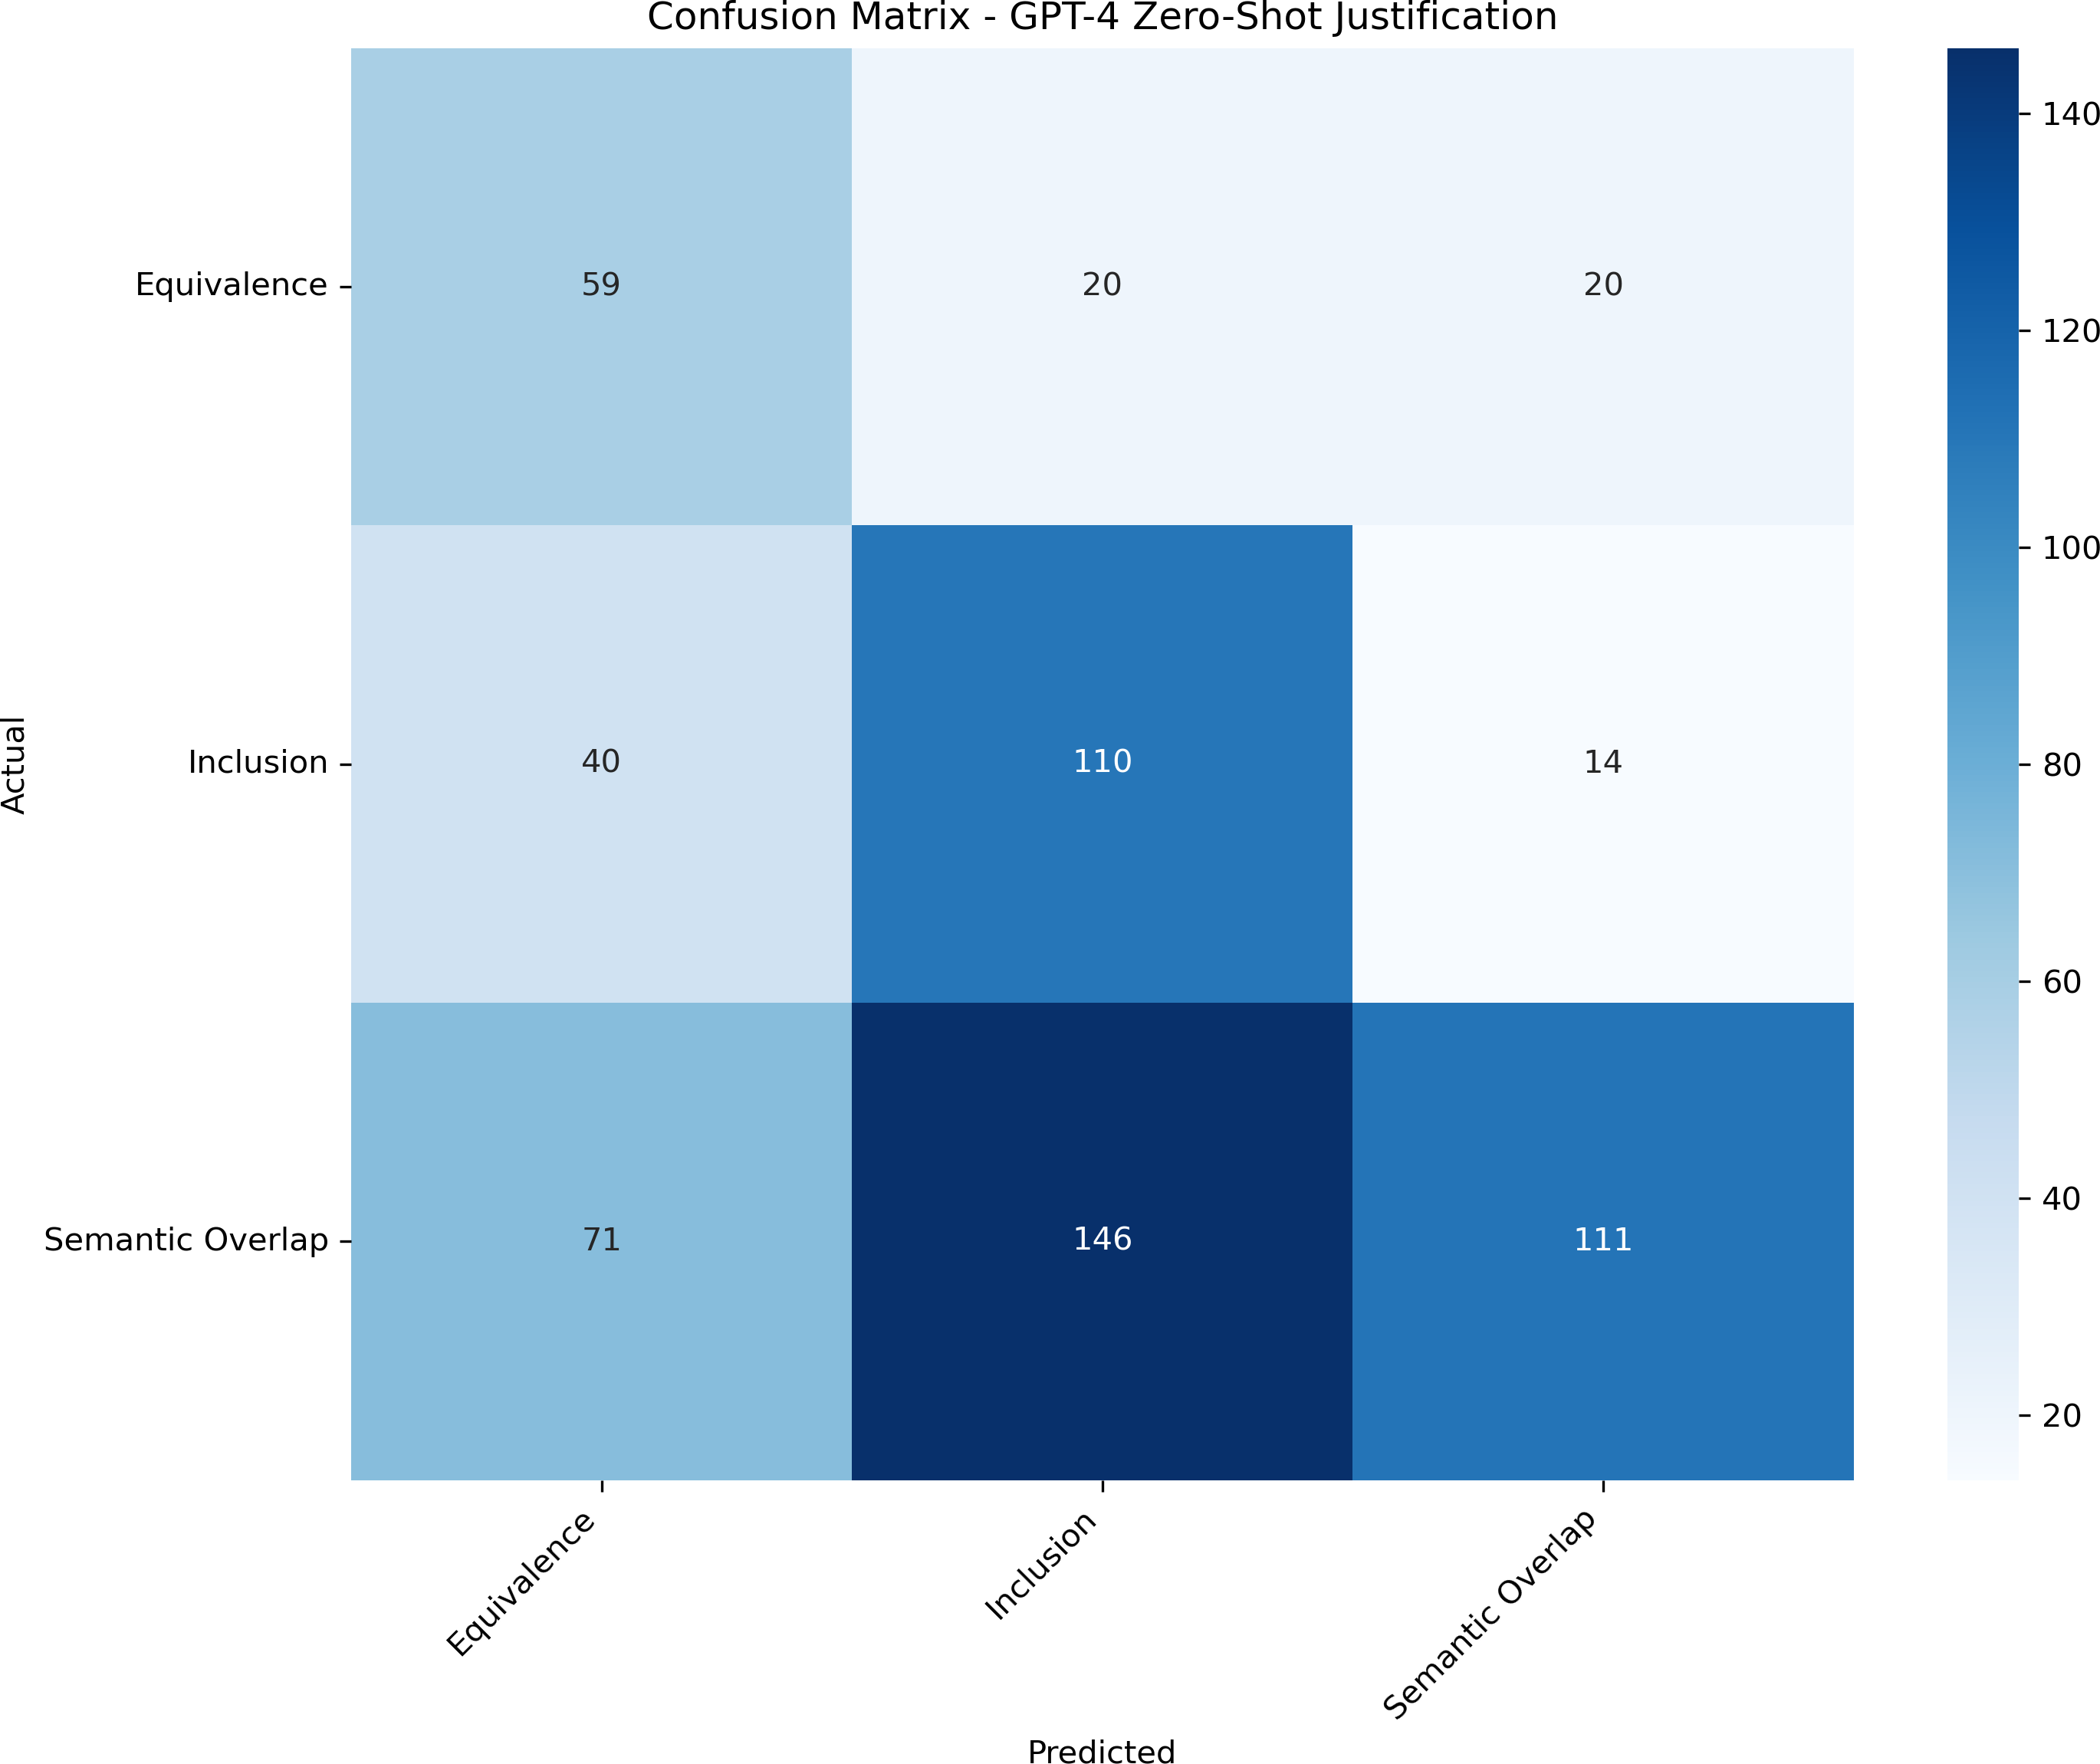 Confusion Matrix - GPT-4 Zero-Shot Justification
Actual
Equivalence
59
20
20
Inclusion
40
110
14
Semantic Overlap
71
146
111
Equivalence
Inclusion
Semantic Overlap
Predicted
140
120
100
80
60
40
20